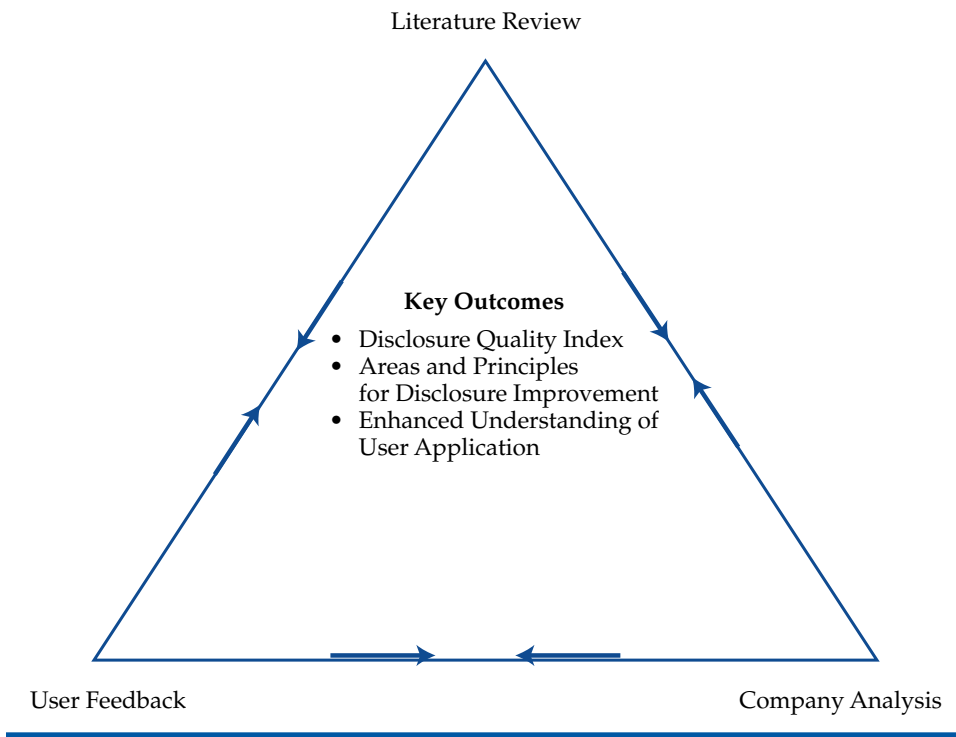 Literature Review
Key Outcomes
• Disclosure Quality Index
• Areas and Principles
for Disclosure Improvement
• Enhanced Understanding of
User Application
User Feedback
Company Analysis